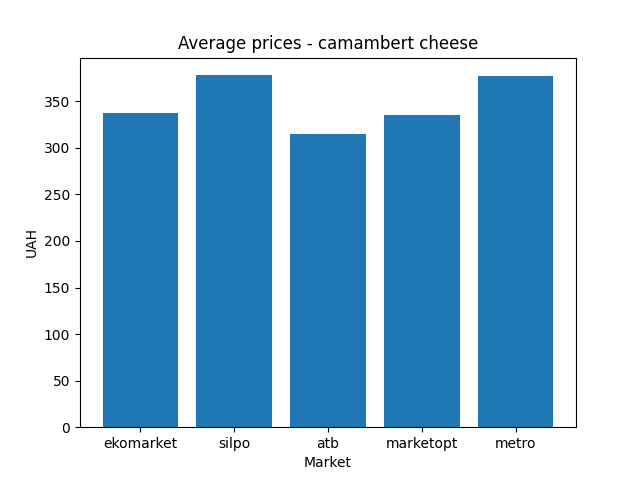 Average prices - camambert cheese
UAH
350
300
250
200
150
100
50
0
ekomarket silpo atb marketopt metro
Market